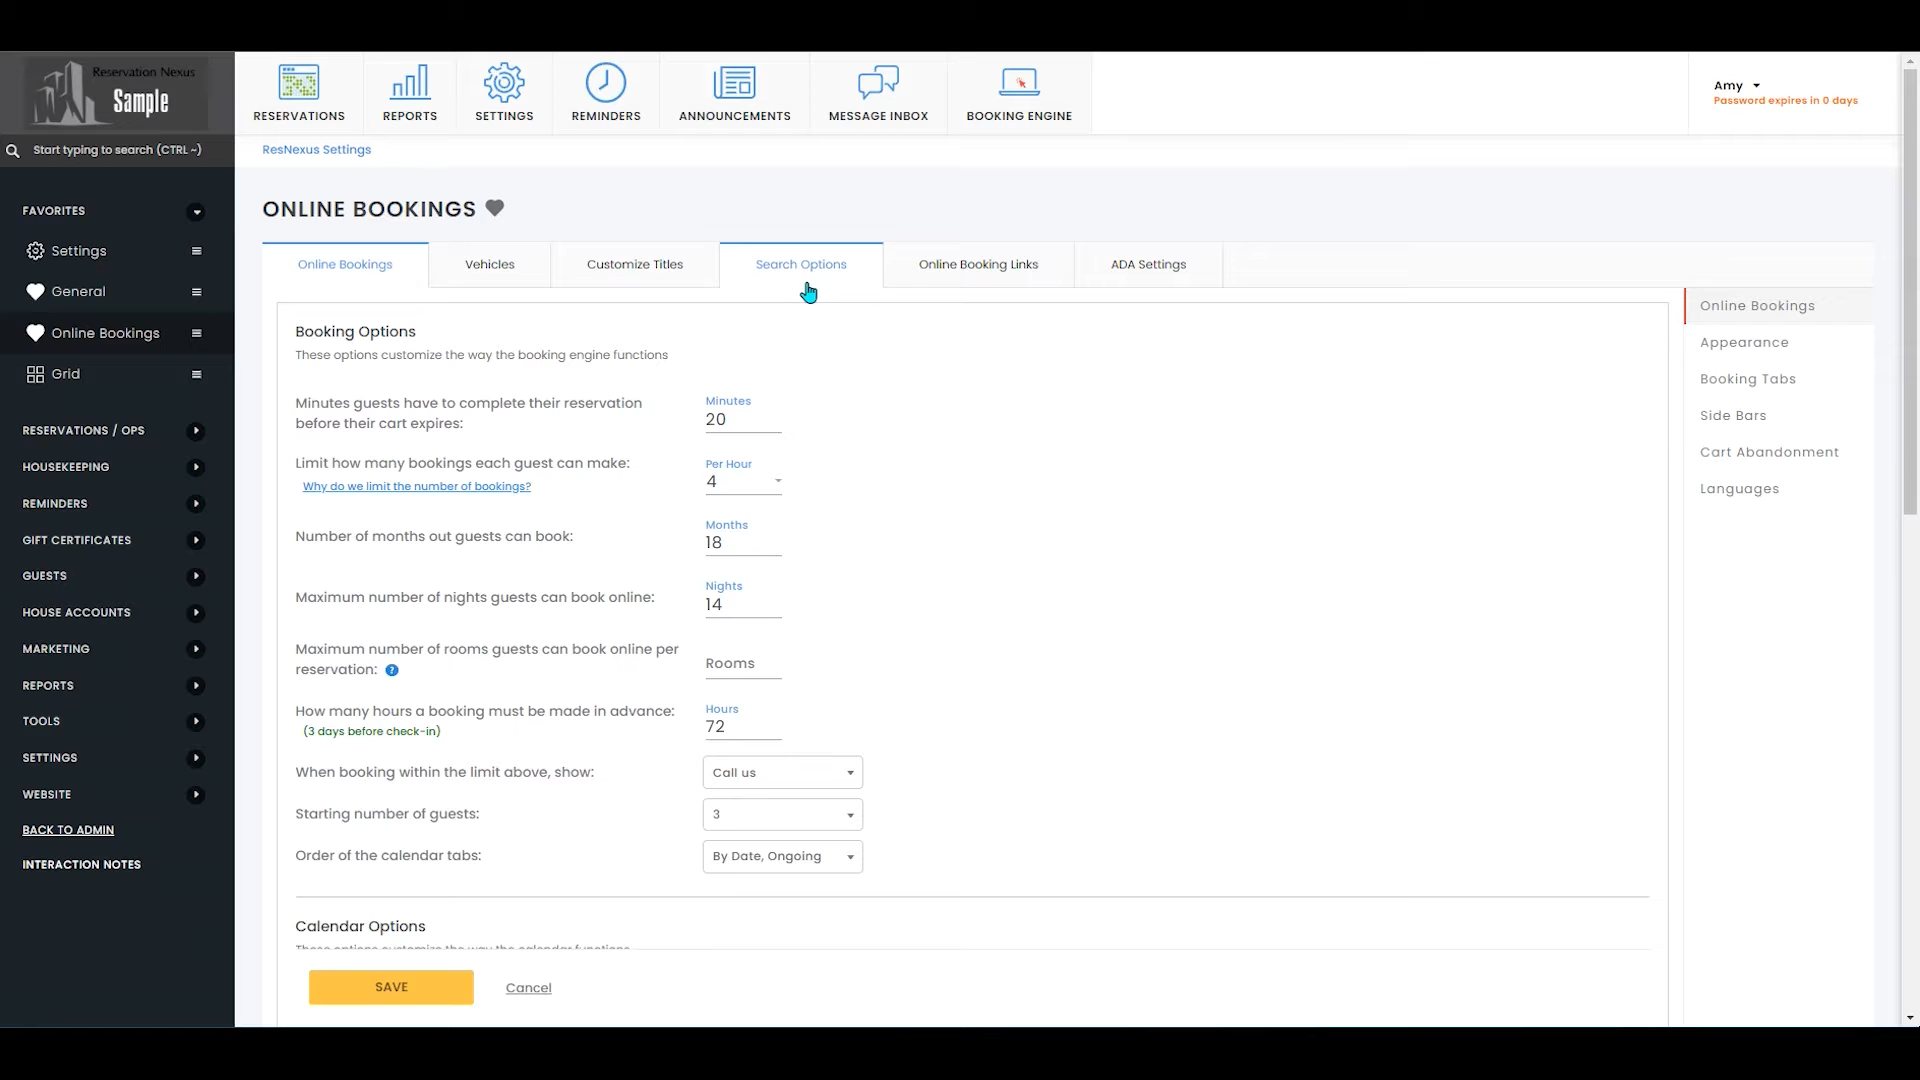 Reservation Nexus
Sample
RESERVATIONS
REPORTS
SETTINGS
REMINDERS
ANNOUNCEMENTS
MESSAGE INBOX
BOOKING ENGINE
Amy
Password expires in 0 days
Start typing to search (CTRL ~)
ResNexus Settings
FAVORITES
Settings
General
Online Bookings
Grid
RESERVATIONS / OPS
HOUSEKEEPING
REMINDERS
GIFT CERTIFICATES
GUESTS
HOUSE ACCOUNTS
MARKETING
REPORTS
TOOLS
SETTINGS
WEBSITE
BACK TO ADMIN
INTERACTION NOTES
ONLINE BOOKINGS
Online Bookings
Vehicles
Customize Titles
Search Options
Online Booking Links
ADA Settings
Booking Options
These options customize the way the booking engine functions
Minutes guests have to complete their reservation
before their cart expires:
Minutes
20
Limit how many bookings each guest can make:
Why do we limit the number of bookings?
Per Hour
4
Number of months out guests can book:
Months
18
Maximum number of nights guests can book online:
Nights
14
Maximum number of rooms guests can book online per
reservation: ?
Rooms
How many hours a booking must be made in advance:
(3 days before check-in)
Hours
72
When booking within the limit above, show:
Call us
Starting number of guests:
3
Order of the calendar tabs:
By Date, Ongoing
Calendar Options
These options customize the way the calendar functions
SAVE
Cancel
Online Bookings
Appearance
Booking Tabs
Side Bars
Cart Abandonment
Languages